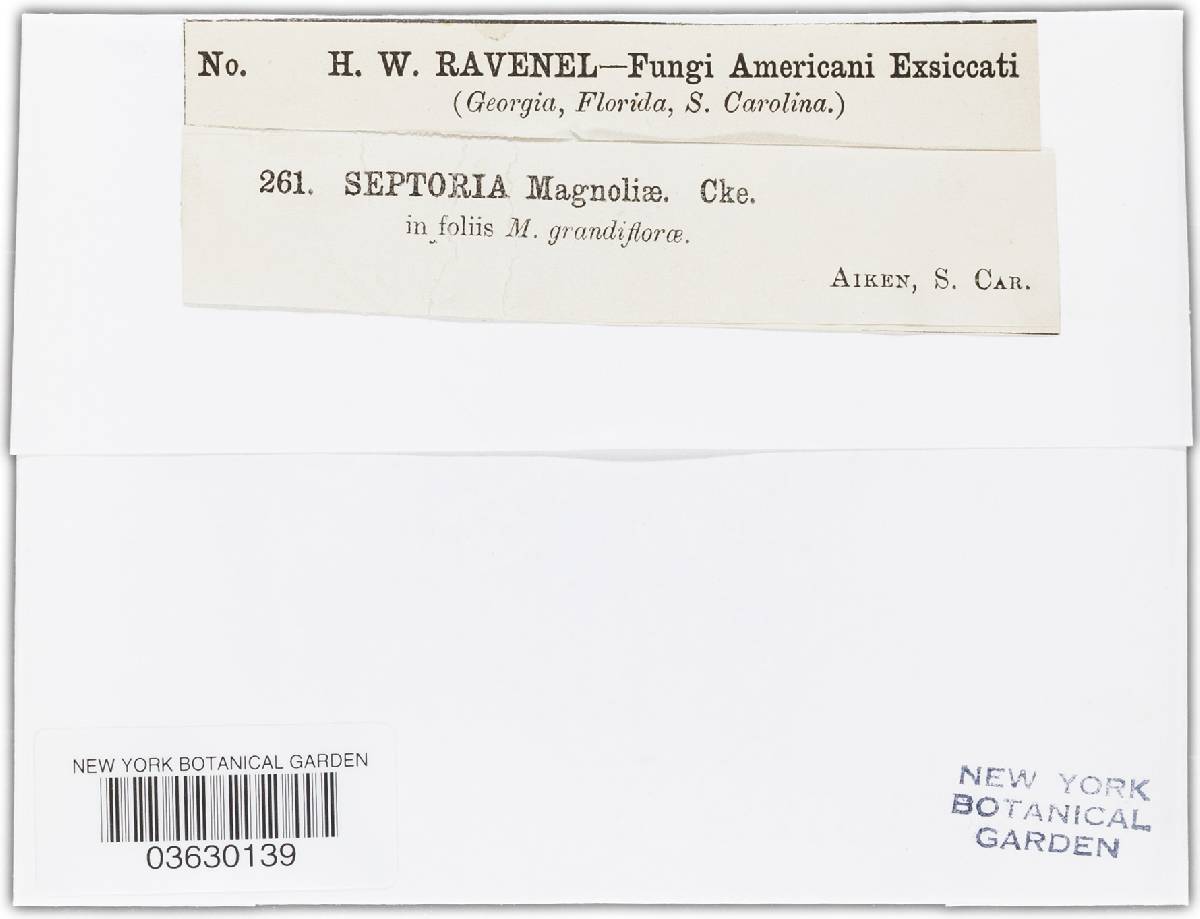 No. H. W. RAVENEL—Fungi Americani Exsiccati
(Georgia, Florida, S. Carolina.)
261. SEPTORIA Magnoliæ. Cke.
in foliis M. grandifloræ.
AIKEN, S. CAR.
NEW YORK BOTANICAL GARDEN
03630139
NEW YORK
BOTANICAL
GARDEN